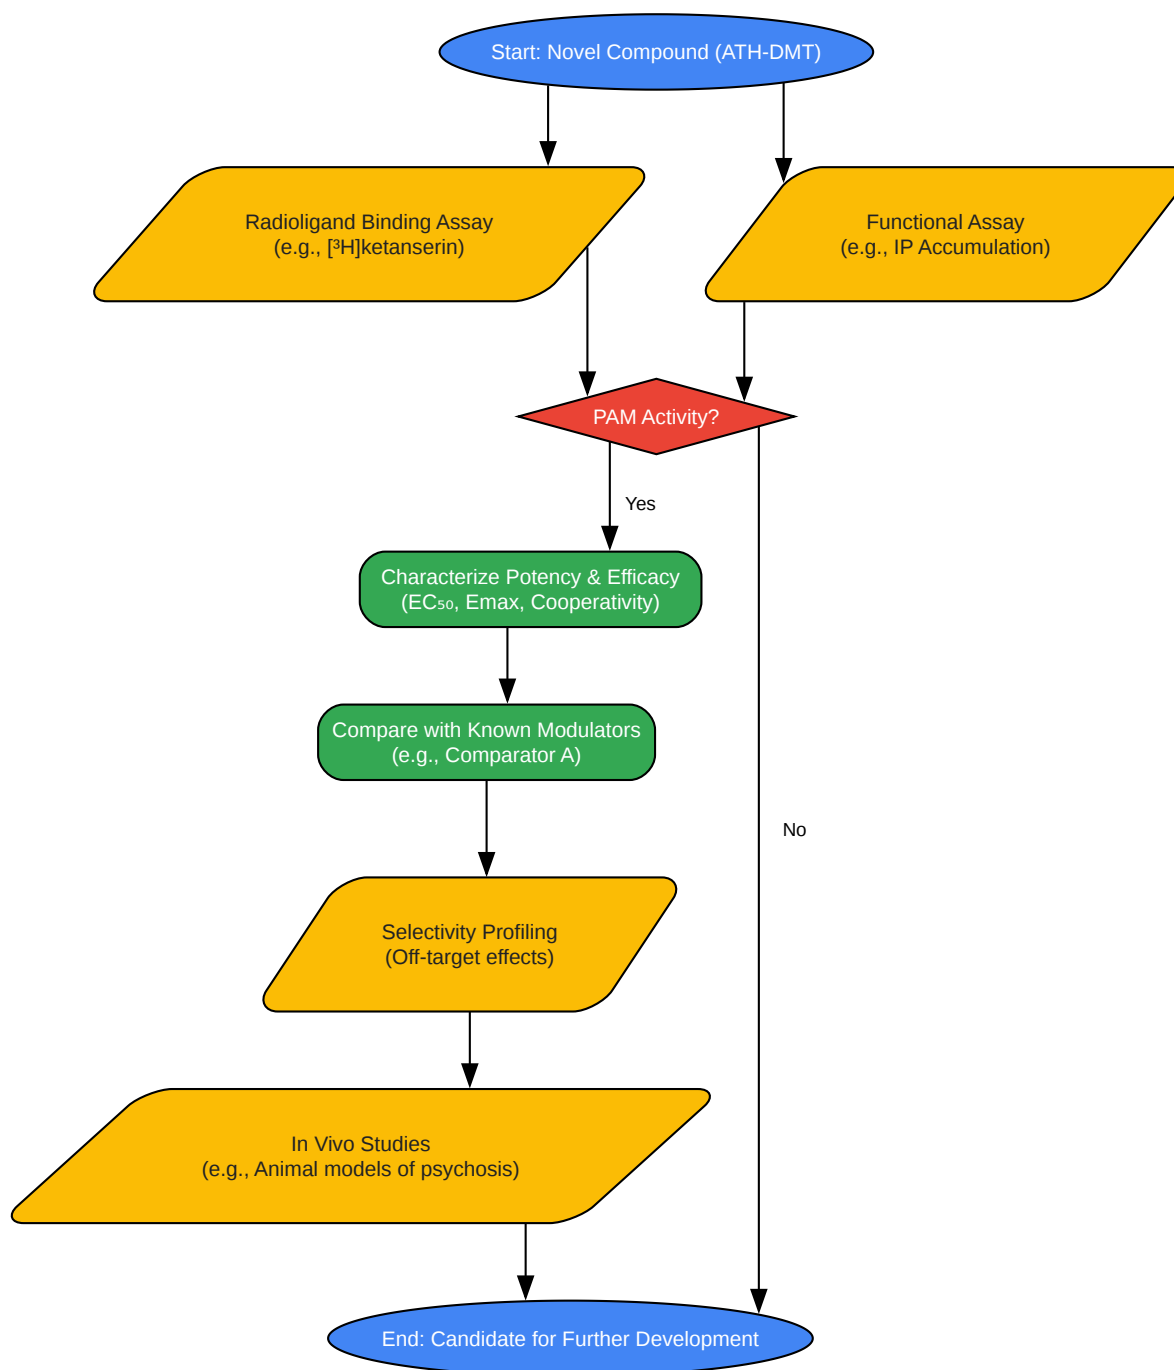 Start: Novel Compound (ATH-DMT)
Radioligand Binding Assay
(e.g., [³H]ketanserin)
Functional Assay
(e.g., IP Accumulation)
PAM Activity?
Yes
Characterize Potency & Efficacy
(EC₅₀, Emax, Cooperativity)
Compare with Known Modulators
(e.g., Comparator A)
No
Selectivity Profiling
(Off-target effects)
In Vivo Studies
(e.g., Animal models of psychosis)
End: Candidate for Further Development